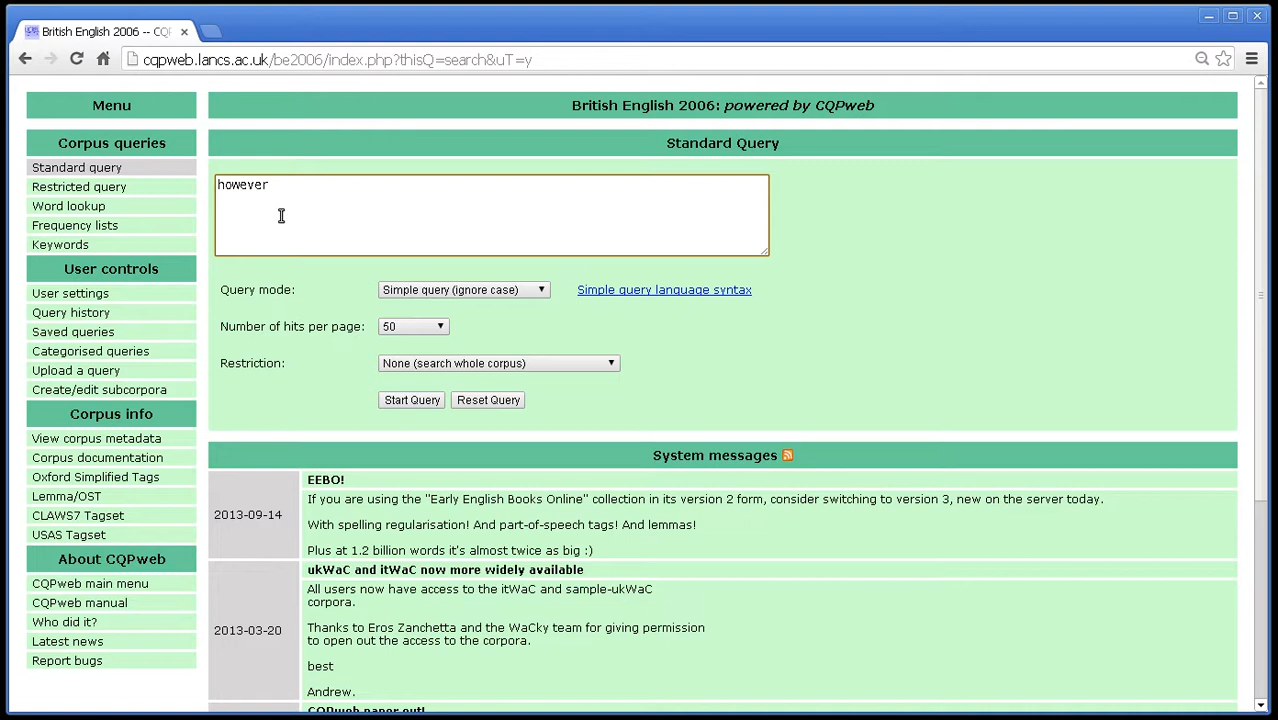 British English 2006 -- CQP
cqpweb.lancs.ac.uk/be2006/index.php?thisQ=search&uT=y
Menu
Corpus queries
Standard query
Restricted query
Word lookup
Frequency lists
Keywords
User controls
User settings
Query history
Saved queries
Categorised queries
Upload a query
Create/edit subcorpora
Corpus info
View corpus metadata
Corpus documentation
Oxford Simplified Tags
Lemma/OST
CLAWS7 Tagset
USAS Tagset
About CQPweb
CQPweb main menu
CQPweb manual
Who did it?
Latest news
Report bugs
British English 2006: powered by CQPweb
Standard Query
however
Query mode: Simple query (ignore case) Simple query language syntax
Number of hits per page: 50
Restriction: None (search whole corpus)
Start Query Reset Query
System messages
2013-09-14
EEBO!
If you are using the "Early English Books Online" collection in its version 2 form, consider switching to version 3, new on the server today.
With spelling regularisation! And part-of-speech tags! And lemmas!
Plus at 1.2 billion words it's almost twice as big :)
2013-03-20
ukWaC and itWaC now more widely available
All users now have access to the itWaC and sample-ukWaC
corpora.
Thanks to Eros Zanchetta and the WaCky team for giving permission
to open out the access to the corpora.
best
Andrew.
CQPweb paper out!